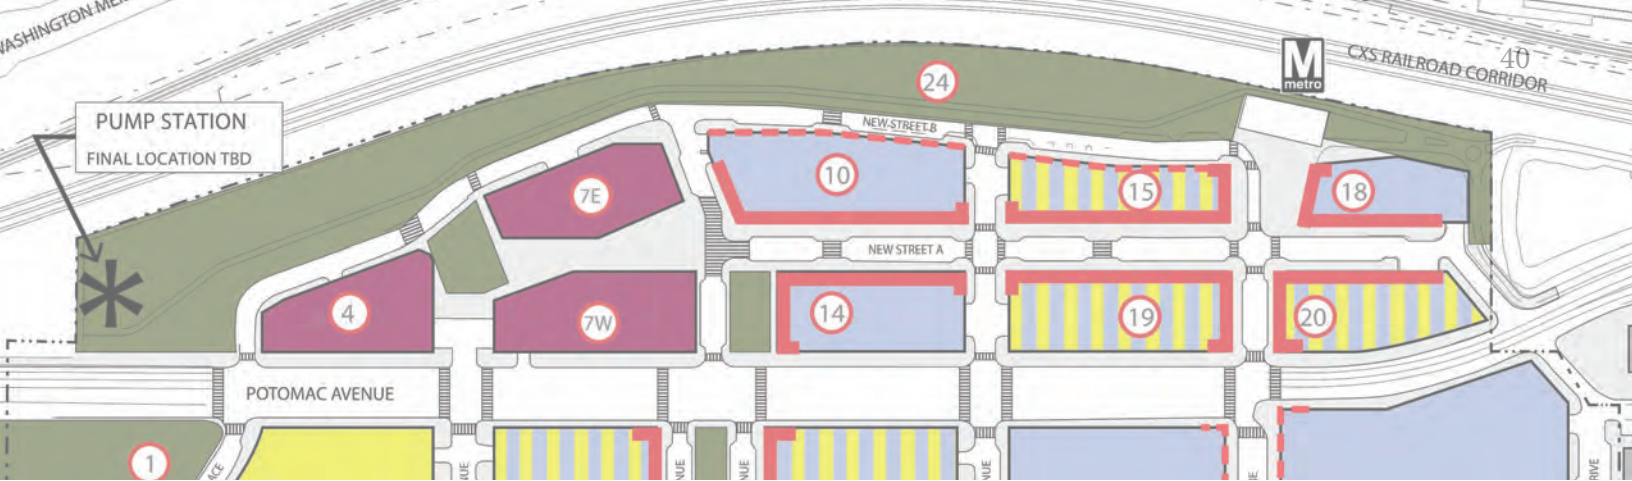 WASHINGTON
40
M
metro
CXS RAILROAD CORRIDOR
24
PUMP STATION
FINAL LOCATION TBD
NEW STREET B
7E
10
15
18
NEW STREET A
4
7W
14
19
20
POTOMAC AVENUE
1